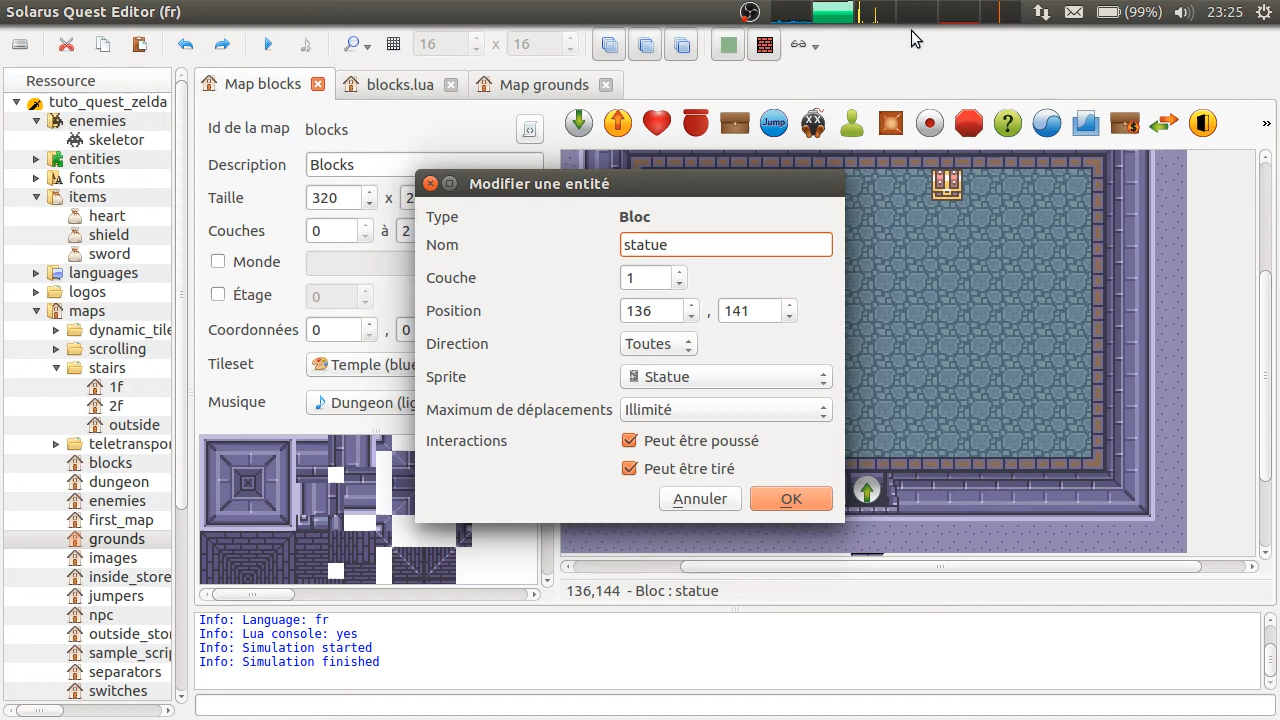 Solarus Quest Editor (fr)
(99%)
23:25
16 x 16
Ressource
tuto_quest_zelda
enemies
skeletor
entities
fonts
items
heart
shield
sword
languages
logos
maps
dynamic_tile
scrolling
stairs
1f
2f
outside
teletranspor
blocks
dungeon
enemies
first_map
grounds
images
inside_store
jumpers
npc
outside_sto
sample_scrip
separators
switches
Map blocks
blocks.lua
Map grounds
Id de la map blocks
Description Blocks
Taille 320 x 2
Couches 0 à 2
Monde
Étage 0
Coordonnées 0 , 0
Tileset Temple (blue
Musique Dungeon (lig
Jump
?
$
»
Modifier une entité
Type Bloc
Nom statue
Couche 1
Position 136 , 141
Direction Toutes
Sprite Statue
Maximum de déplacements Illimité
Interactions Peut être poussé
Peut être tiré
Annuler OK
136,144 - Bloc : statue
Info: Language: fr
Info: Lua console: yes
Info: Simulation started
Info: Simulation finished